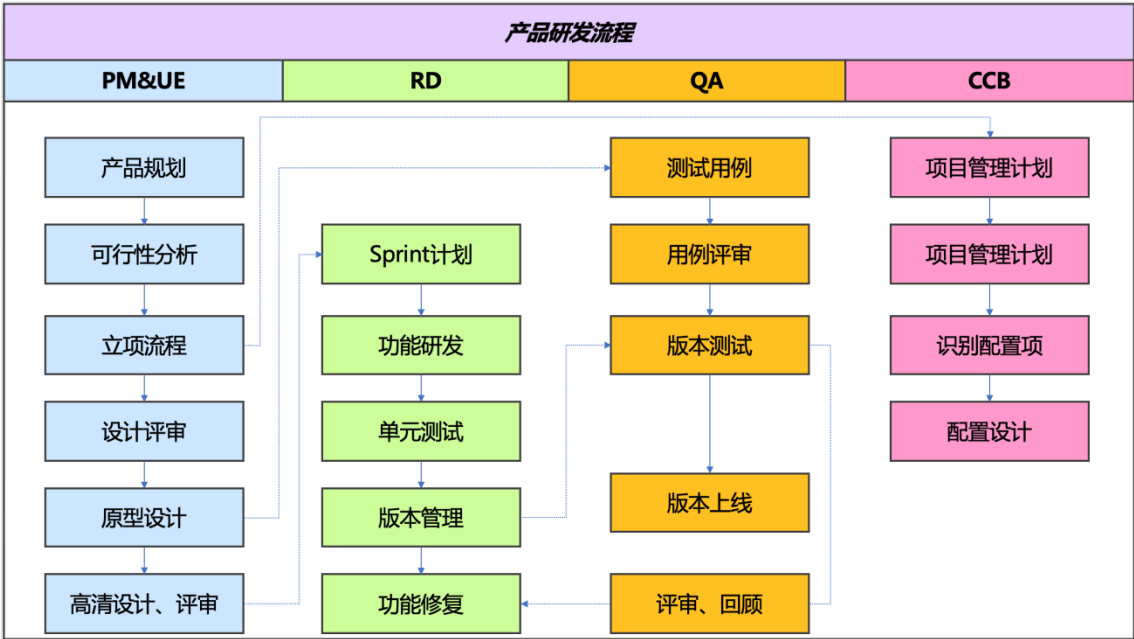 产品研发流程
PM&UE
RD
QA
CCB
产品规划
测试用例
项目管理计划
可行性分析
Sprint计划
用例评审
项目管理计划
立项流程
功能研发
版本测试
识别配置项
设计评审
单元测试
配置设计
原型设计
版本管理
版本上线
高清设计、评审
功能修复
评审、回顾